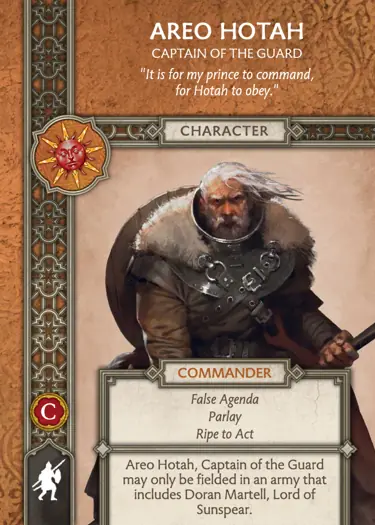 AREO HOTAH
CAPTAIN OF THE GUARD
"It is for my prince to command,
for Hotah to obey."
CHARACTER
COMMANDER
False Agenda
Parlay
Ripe to Act
C
Areo Hotah, Captain of the Guard
may only be fielded in an army that
includes Doran Martell, Lord of
Sunspear.